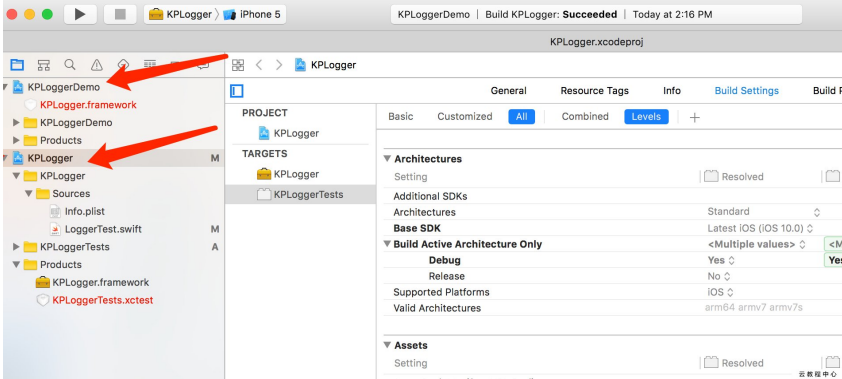 KPLogger
iPhone 5
KPLoggerDemo | Build KPLogger: Succeeded | Today at 2:16 PM
KPLogger.xcodeproj
KPLogger
KPLoggerDemo
KPLogger.framework
KPLoggerDemo
Products
KPLogger M
KPLogger
Sources
Info.plist
LoggerTest.swift M
KPLoggerTests A
Products
KPLogger.framework
KPLoggerTests.xctest
PROJECT
KPLogger
TARGETS
KPLogger
KPLoggerTests
General Resource Tags Info Build Settings Build
Basic Customized All Combined Levels +
Architectures
Setting Resolved
Additional SDKs
Architectures Standard
Base SDK Latest iOS (iOS 10.0)
Build Active Architecture Only <Multiple values> <M
Debug Yes Yes
Release No
Supported Platforms iOS
Valid Architectures arm64 armv7 armv7s
Assets
Setting Resolved
云教程中心